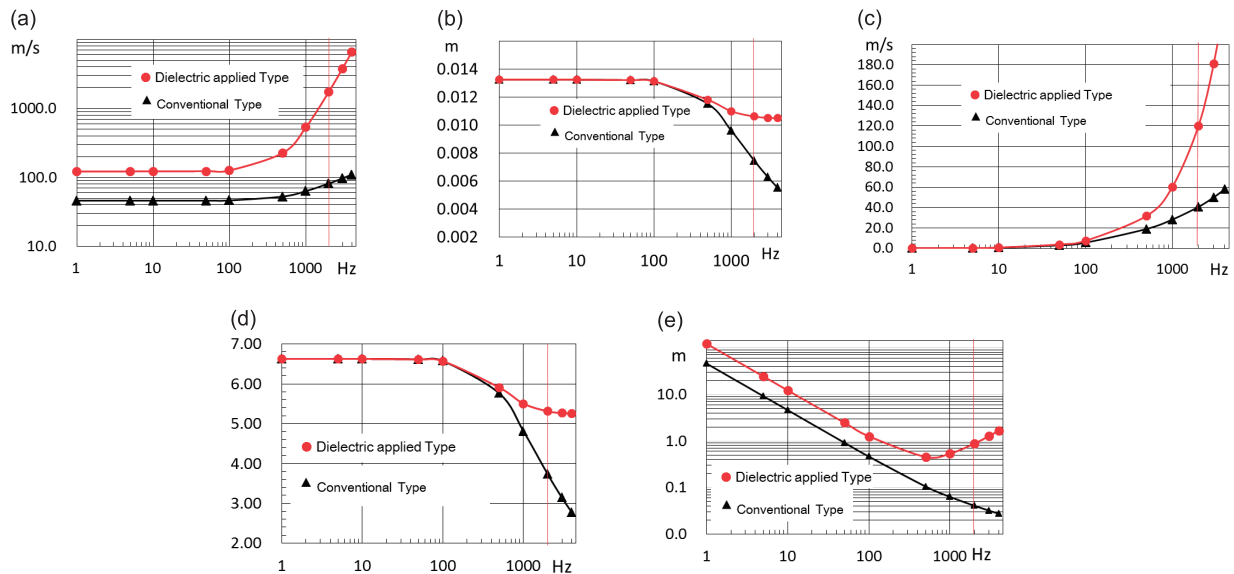 (a)
m/s
1000.0
100.0
10.0
Dielectric applied Type
Conventional Type
1 10 100 1000 Hz
(b)
m
0.014
0.012
0.010
0.008
0.006
0.004
0.002
Dielectric applied Type
Conventional Type
1 10 100 1000 Hz
(c)
m/s
180.0
160.0
140.0
120.0
100.0
80.0
60.0
40.0
20.0
0.0
Dielectric applied Type
Conventional Type
1 10 100 1000 Hz
(d)
7.00
6.00
5.00
4.00
3.00
2.00
Dielectric applied Type
Conventional Type
1 10 100 1000 Hz
(e)
m
10.0
1.0
0.1
0.0
Dielectric applied Type
Conventional Type
1 10 100 1000 Hz